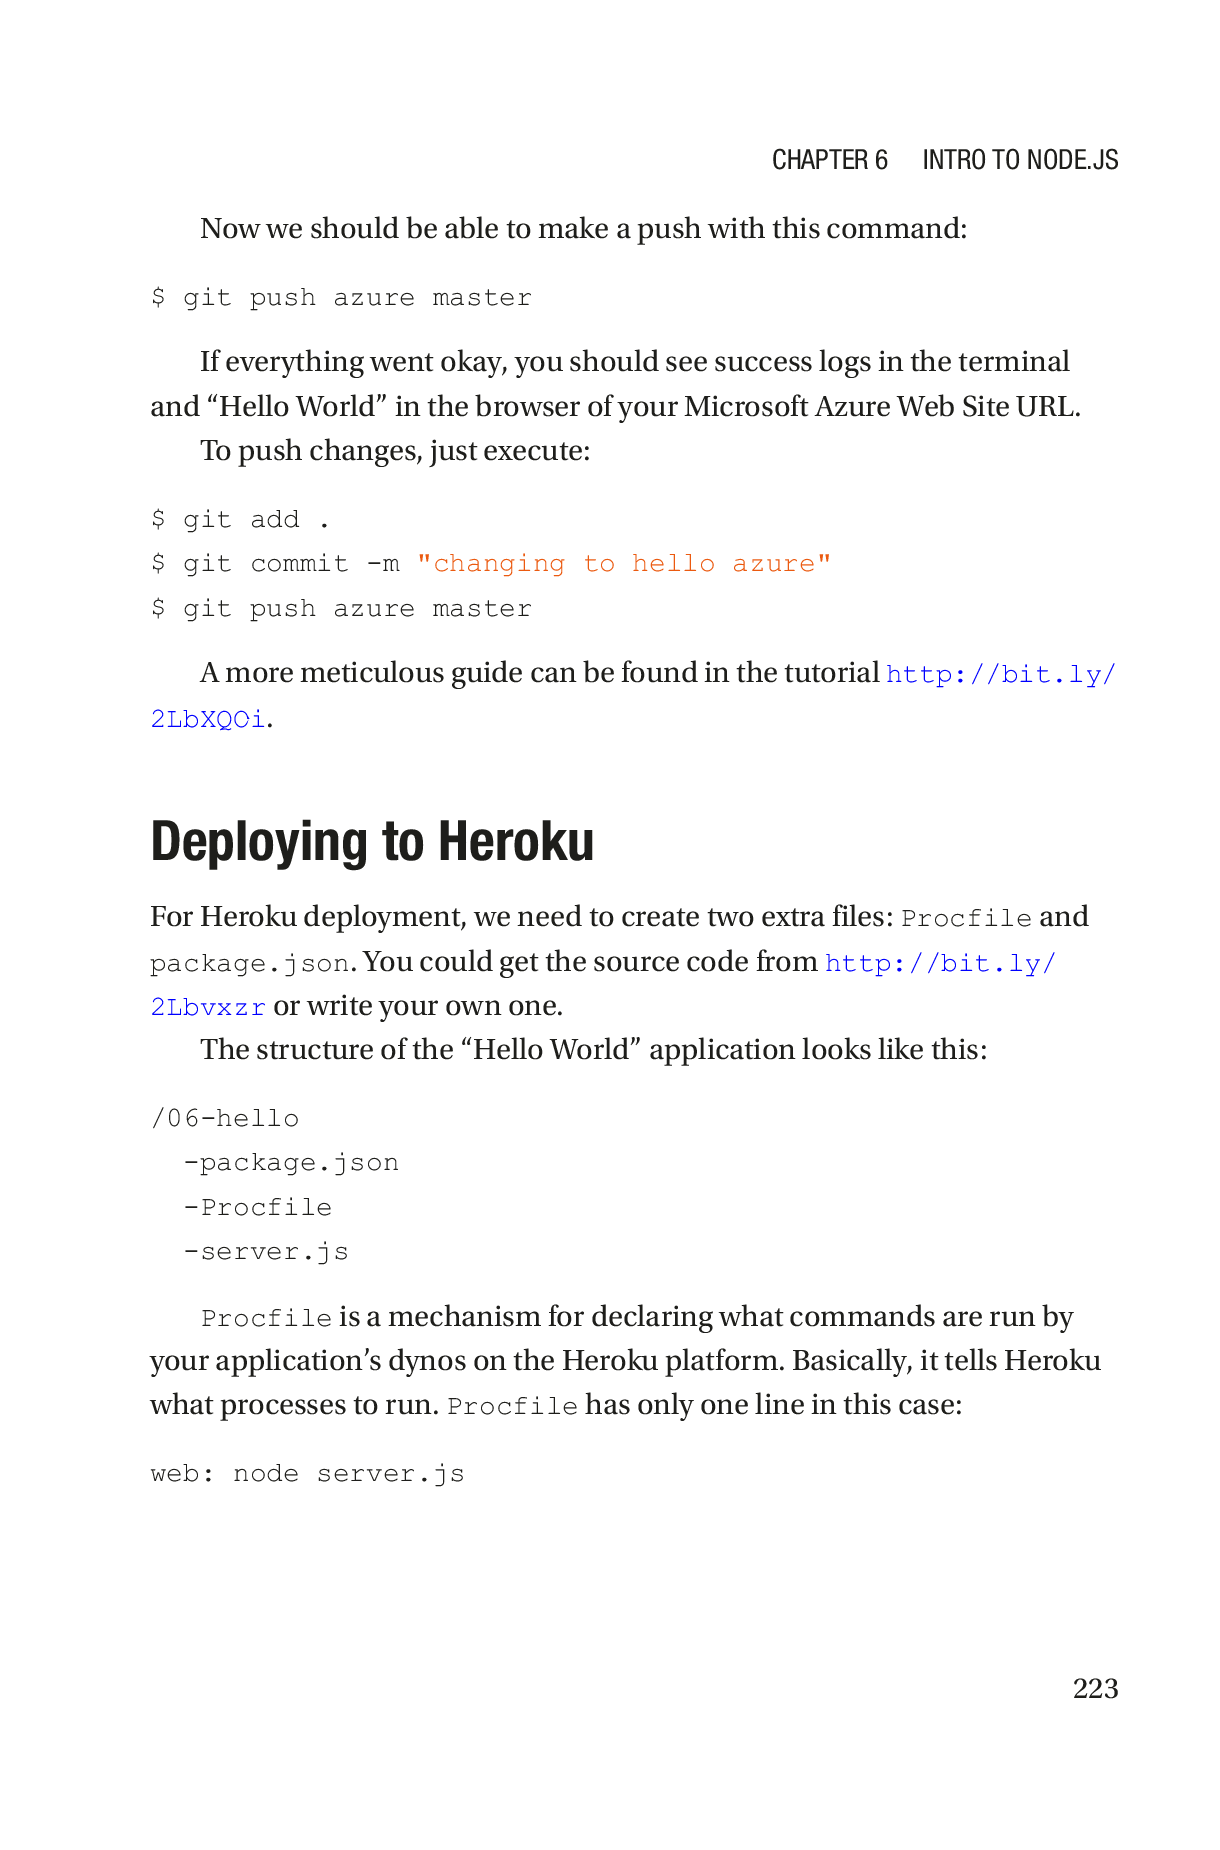 CHAPTER 6 INTRO TO NODE.JS
Now we should be able to make a push with this command:
$ git push azure master
If everything went okay, you should see success logs in the terminal
and “Hello World” in the browser of your Microsoft Azure Web Site URL.
To push changes, just execute:
$ git add .
$ git commit -m "changing to hello azure"
$ git push azure master
A more meticulous guide can be found in the tutorial http://bit.ly/
2LbXQOi.
Deploying to Heroku
For Heroku deployment, we need to create two extra files: Procfile and
package.json. You could get the source code from http://bit.ly/
2Lbvxzr or write your own one.
The structure of the “Hello World” application looks like this:
/06-hello
  -package.json
  -Procfile
  -server.js
Procfile is a mechanism for declaring what commands are run by
your application’s dynos on the Heroku platform. Basically, it tells Heroku
what processes to run. Procfile has only one line in this case:
web: node server.js
223